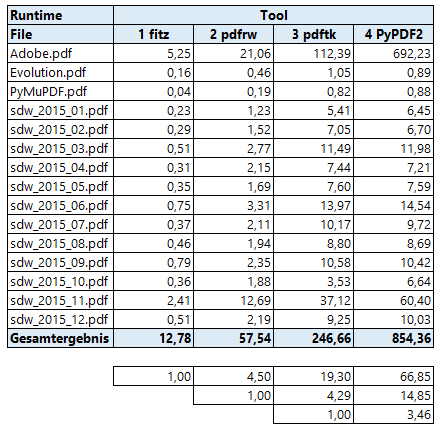 Runtime Tool
File 1 fitz 2 pdfrw 3 pdftk 4 PyPDF2
Adobe.pdf 5,25 21,06 112,39 692,23
Evolution.pdf 0,16 0,46 1,05 0,89
PyMuPDF.pdf 0,04 0,19 0,82 0,88
sdw_2015_01.pdf 0,23 1,23 5,41 6,45
sdw_2015_02.pdf 0,29 1,52 7,05 6,70
sdw_2015_03.pdf 0,51 2,77 11,49 11,98
sdw_2015_04.pdf 0,31 2,15 7,44 7,21
sdw_2015_05.pdf 0,35 1,69 7,60 7,59
sdw_2015_06.pdf 0,75 3,31 13,97 14,54
sdw_2015_07.pdf 0,37 2,11 10,17 9,72
sdw_2015_08.pdf 0,46 1,94 8,80 8,69
sdw_2015_09.pdf 0,79 2,35 10,58 10,42
sdw_2015_10.pdf 0,36 1,88 3,53 6,64
sdw_2015_11.pdf 2,41 12,69 37,12 60,40
sdw_2015_12.pdf 0,51 2,19 9,25 10,03
Gesamtergebnis 12,78 57,54 246,66 854,36
1,00 4,50 19,30 66,85
1,00 4,29 14,85
1,00 3,46